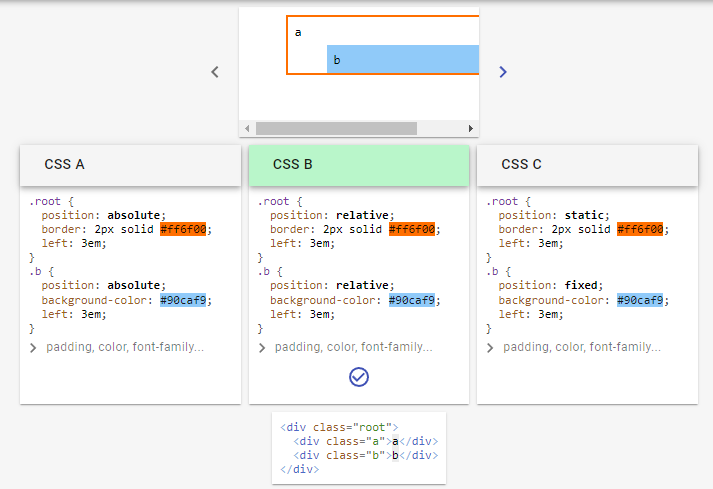 a
b
CSS A
.root {
  position: absolute;
  border: 2px solid #ff6f00;
  left: 3em;
}
.b {
  position: absolute;
  background-color: #90caf9;
  left: 3em;
}
padding, color, font-family...
CSS B
.root {
  position: relative;
  border: 2px solid #ff6f00;
  left: 3em;
}
.b {
  position: relative;
  background-color: #90caf9;
  left: 3em;
}
padding, color, font-family...
CSS C
.root {
  position: static;
  border: 2px solid #ff6f00;
  left: 3em;
}
.b {
  position: fixed;
  background-color: #90caf9;
  left: 3em;
}
padding, color, font-family...
<div class="root">
  <div class="a">a</div>
  <div class="b">b</div>
</div>